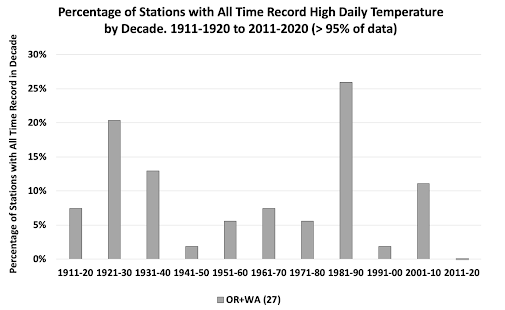 Percentage of Stations with All Time Record High Daily Temperature
by Decade. 1911-1920 to 2011-2020 (> 95% of data)
Percentage of Stations with All Time Record in Decade
30%
25%
20%
15%
10%
5%
0%
1911-20 1921-30 1931-40 1941-50 1951-60 1961-70 1971-80 1981-90 1991-00 2001-10 2011-20
OR+WA (27)